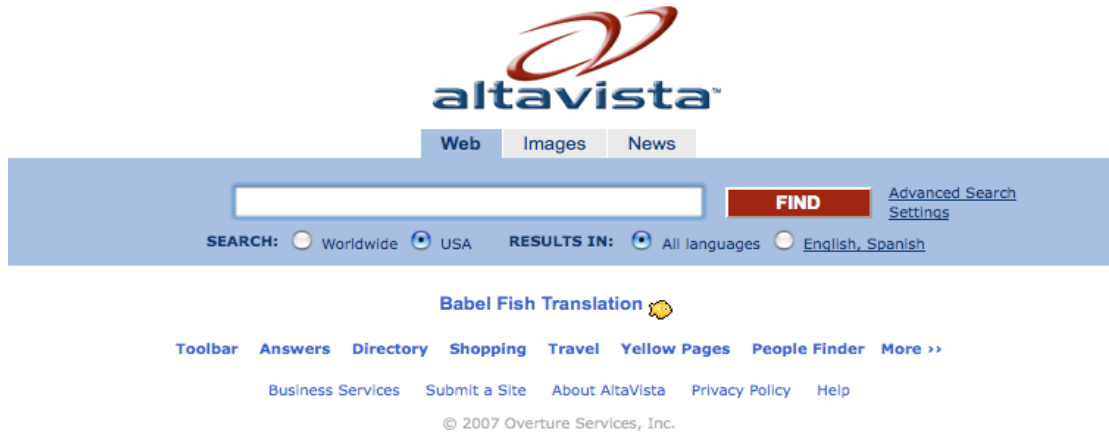 altavista™
Web Images News
FIND Advanced Search
Settings
SEARCH: Worldwide USA RESULTS IN: All languages English, Spanish
Babel Fish Translation
Toolbar Answers Directory Shopping Travel Yellow Pages People Finder More ››
Business Services Submit a Site About AltaVista Privacy Policy Help
© 2007 Overture Services, Inc.